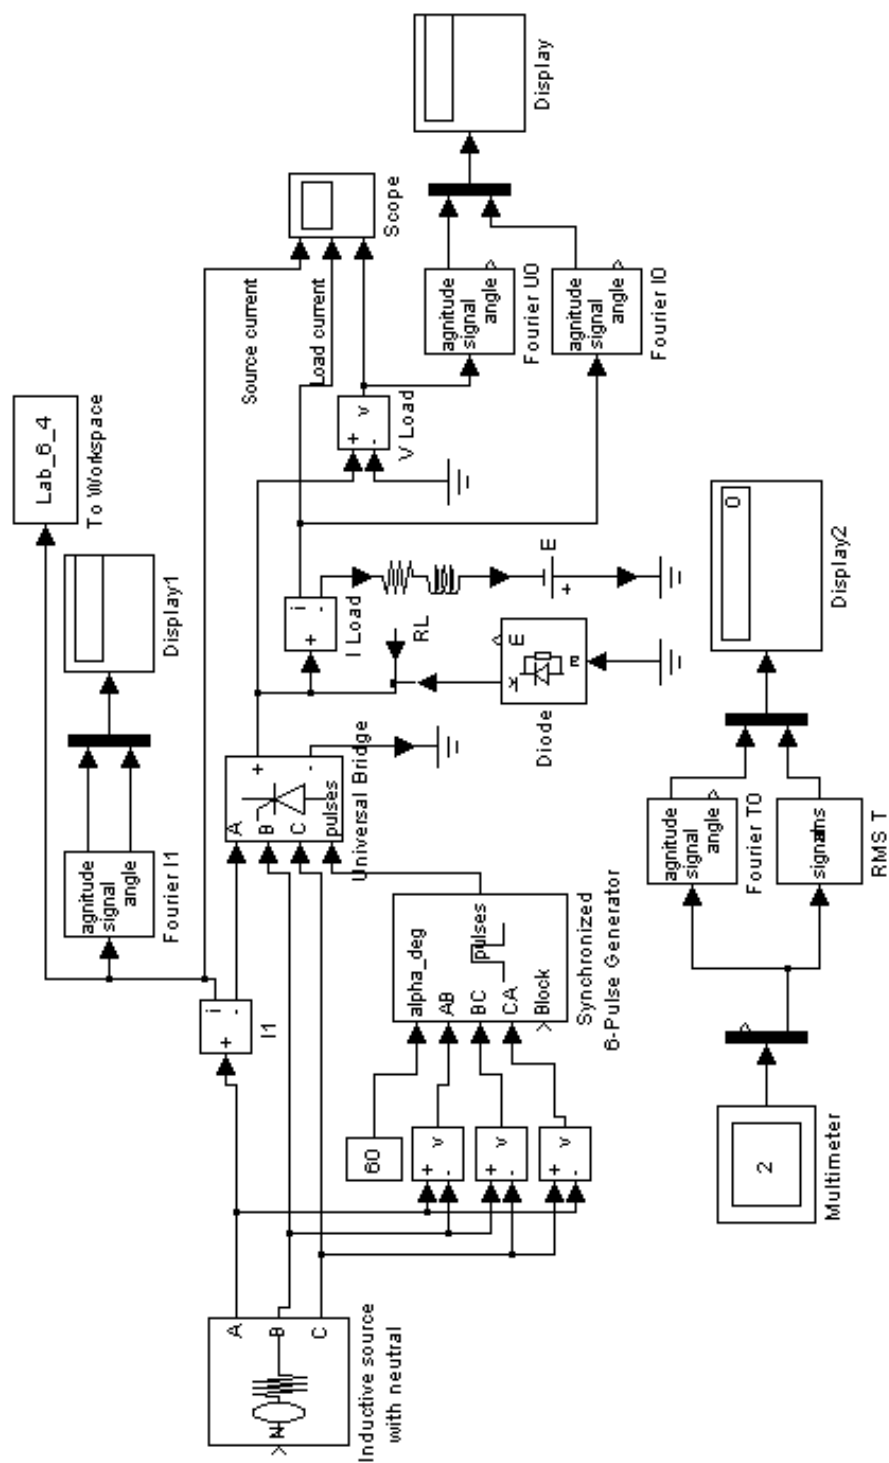 Inductive source
with neutral
N
A
B
C
I1
+
-
i
Fourier I1
agnitude
signal
angle
Display1
Lab_6_4
To Workspace
60
+
-
v
+
-
v
+
-
v
alpha_deg
AB
BC
CA
Block
pulses
Synchronized
6-Pulse Generator
A
B
C
pulses
+
-
Universal Bridge
+
-
i
I Load
RL
E
+
Diode
E
+
-
v
V Load
Source current
Load current
Scope
agnitude
signal
angle
Fourier U0
agnitude
signal
angle
Fourier I0
Display
2
Multimeter
agnitude
signal
angle
Fourier T0
RMS T
0
Display2